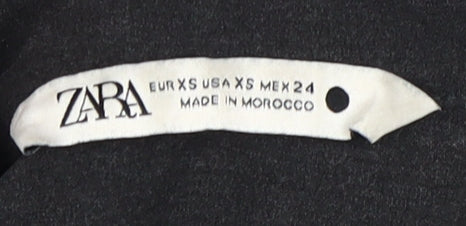 ZARA
EUR XS USA XS MEX 24
MADE IN MOROCCO